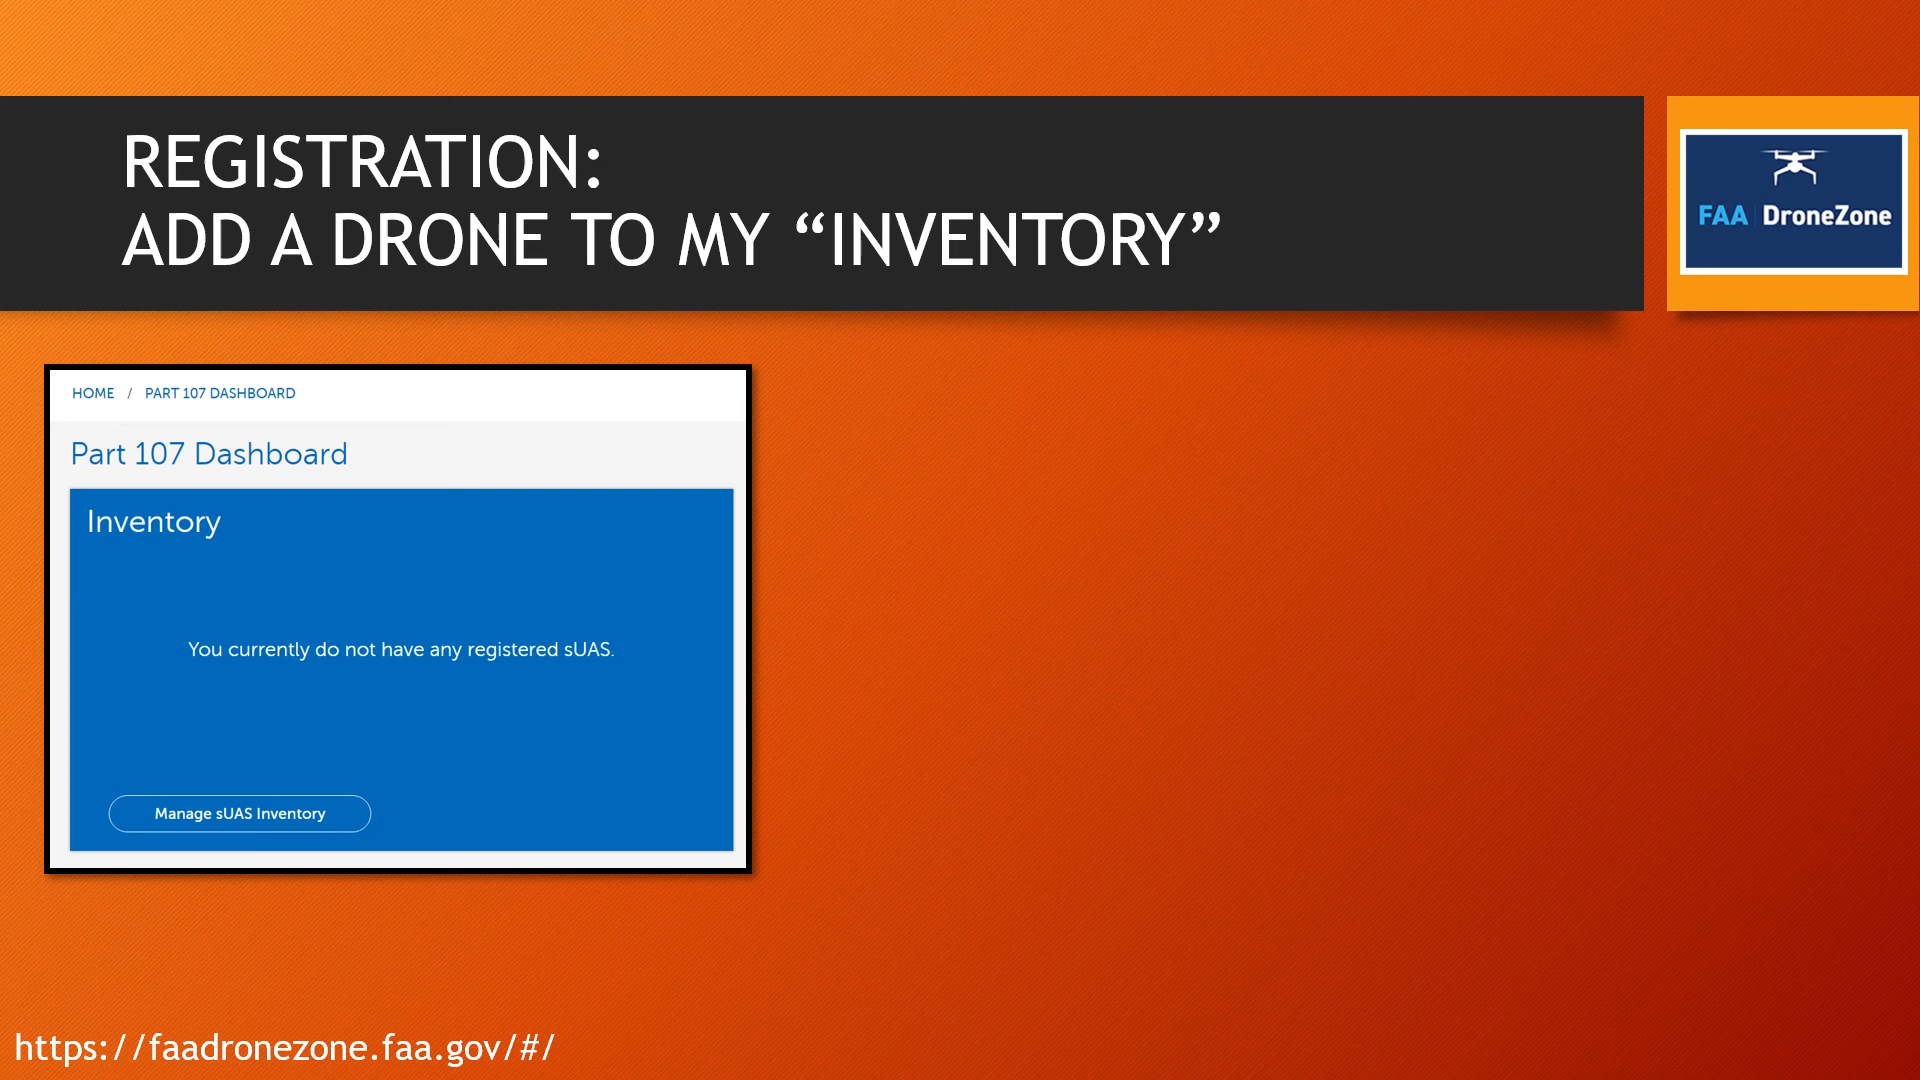 REGISTRATION:
ADD A DRONE TO MY “INVENTORY”
FAA DroneZone
HOME / PART 107 DASHBOARD
Part 107 Dashboard
Inventory
You currently do not have any registered sUAS.
Manage sUAS Inventory
https://faadronezone.faa.gov/#/